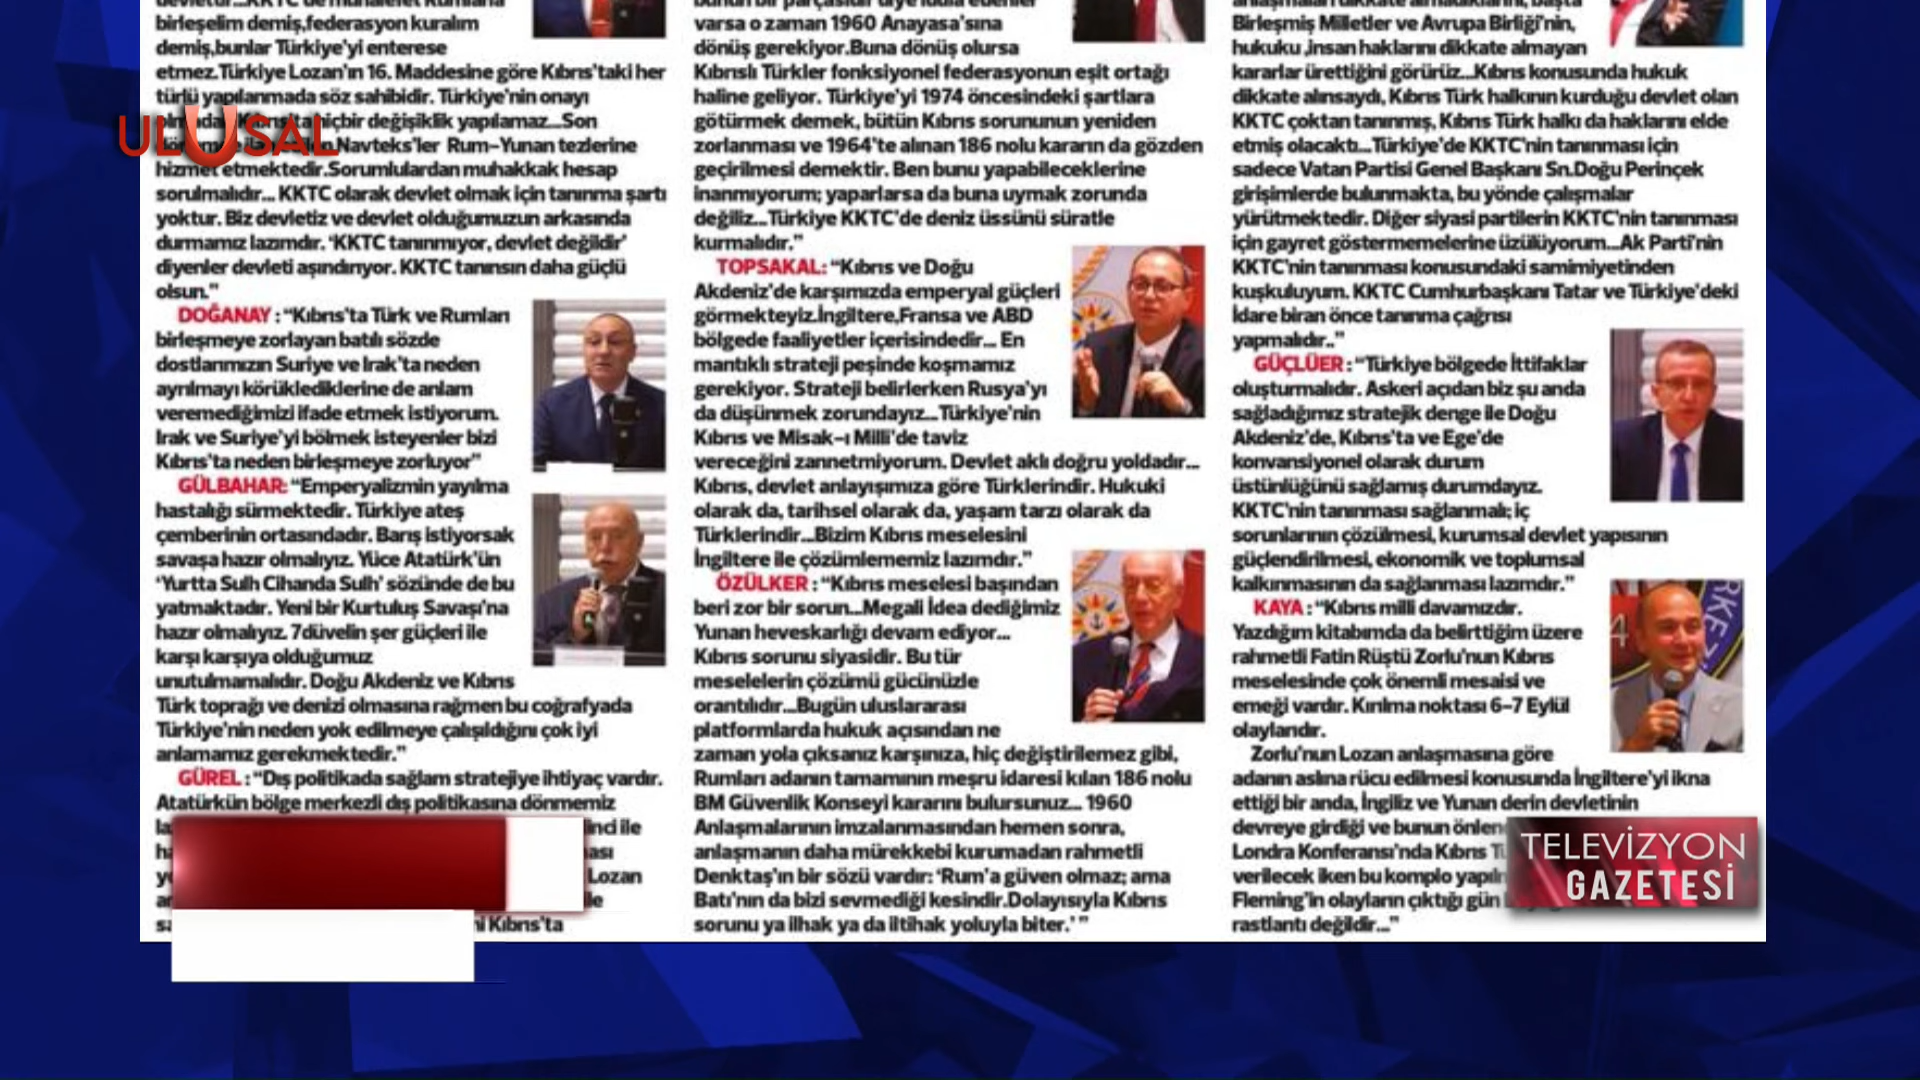 birleşelim demiş,federasyon kuralım
demiş,bunlar Türkiye'yi enterese
etmez.Türkiye Lozan'ın 16. Maddesine göre Kıbrıs'taki her
türlü yapılanmada söz sahibidir. Türkiye'nin onayı
hiçbir değişiklik yapılamaz...Son
Navteks'ler Rum-Yunan tezlerine
hizmet etmektedir.Sorumlulardan muhakkak hesap
sorulmalıdır... KKTC olarak devlet olmak için tanınma şartı
yoktur. Biz devletiz ve devlet olduğumuzun arkasında
durmamız lazımdır. 'KKTC tanınmıyor, devlet değildir'
diyenler devleti aşındırıyor. KKTC tanınsın daha güçlü
olsun."
DOĞANAY : "Kıbrıs'ta Türk ve Rumları
birleşmeye zorlayan batılı sözde
dostlarımızın Suriye ve Irak'ta neden
ayrılmayı körüklediklerine de anlam
veremediğimizi ifade etmek istiyorum.
Irak ve Suriye'yi bölmek isteyenler bizi
Kıbrıs'ta neden birleşmeye zorluyor"
GÜLBAHAR: "Emperyalizmin yayılma
hastalığı sürmektedir. Türkiye ateş
çemberinin ortasındadır. Barış istiyorsak
savaşa hazır olmalıyız. Yüce Atatürk'ün
'Yurtta Sulh Cihanda Sulh' sözünde de bu
yatmaktadır. Yeni bir Kurtuluş Savaşı'na
hazır olmalıyız. 7düvelin şer güçleri ile
karşı karşıya olduğumuz
unutulmamalıdır. Doğu Akdeniz ve Kıbrıs
Türk toprağı ve denizi olmasına rağmen bu coğrafyada
Türkiye'nin neden yok edilmeye çalışıldığını çok iyi
anlamamız gerekmektedir."
GÜREL : "Dış politikada sağlam stratejiye ihtiyaç vardır.
Atatürkün bölge merkezli dış politikasına dönmemiz
inci ile
Lozan
Kıbrıs'ta
varsa o zaman 1960 Anayasa'sına
dönüş gerekiyor.Buna dönüş olursa
Kıbrıslı Türkler fonksiyonel federasyonun eşit ortağı
haline geliyor. Türkiye'yi 1974 öncesindeki şartlara
götürmek demek, bütün Kıbrıs sorununun yeniden
zorlanması ve 1964'te alınan 186 nolu kararın da gözden
geçirilmesi demektir. Ben bunu yapabileceklerine
inanmıyorum; yaparlarsa da buna uymak zorunda
değiliz...Türkiye KKTC'de deniz üssünü süratle
kurmalıdır."
TOPSAKAL: "Kıbrıs ve Doğu
Akdeniz'de karşımızda emperyal güçleri
görmekteyiz.İngiltere,Fransa ve ABD
bölgede faaliyetler içerisindedir... En
mantıklı strateji peşinde koşmamız
gerekiyor. Strateji belirlerken Rusya'yı
da düşünmek zorundayız...Türkiye'nin
Kıbrıs ve Misak-ı Milli'de taviz
vereceğini zannetmiyorum. Devlet aklı doğru yoldadır...
Kıbrıs, devlet anlayışımıza göre Türklerindir. Hukuki
olarak da, tarihsel olarak da, yaşam tarzı olarak da
Türklerindir...Bizim Kıbrıs meselesini
İngiltere ile çözümlememiz lazımdır."
ÖZÜLKER : "Kıbrıs meselesi başından
beri zor bir sorun...Megali İdea dediğimiz
Yunan heveskarlığı devam ediyor...
Kıbrıs sorunu siyasidir. Bu tür
meselelerin çözümü gücünüzle
orantılıdır...Bugün uluslararası
platformlarda hukuk açısından ne
zaman yola çıksanız karşınıza, hiç değiştirilemez gibi,
Rumları adanın tamamının meşru idaresi kılan 186 nolu
BM Güvenlik Konseyi kararını bulursunuz... 1960
Anlaşmalarının imzalanmasından hemen sonra,
anlaşmanın daha mürekkebi kurumadan rahmetli
Denktaş'ın bir sözü vardır: 'Rum'a güven olmaz; ama
Batı'nın da bizi sevmediği kesindir.Dolayısıyla Kıbrıs
sorunu ya ilhak ya da iltihak yoluyla biter.' "
Birleşmiş Milletler ve Avrupa Birliği'nin,
hukuku ,insan haklarını dikkate almayan
kararlar ürettiğini görürüz...Kıbrıs konusunda hukuk
dikkate alınsaydı, Kıbrıs Türk halkının kurduğu devlet olan
KKTC çoktan tanınmış, Kıbrıs Türk halkı da haklarını elde
etmiş olacaktı...Türkiye'de KKTC'nin tanınması için
sadece Vatan Partisi Genel Başkanı Sn.Doğu Perinçek
girişimlerde bulunmakta, bu yönde çalışmalar
yürütmektedir. Diğer siyasi partilerin KKTC'nin tanınması
için gayret göstermemelerine üzülüyorum...Ak Parti'nin
KKTC'nin tanınması konusundaki samimiyetinden
kuşkuluyum. KKTC Cumhurbaşkanı Tatar ve Türkiye'deki
İdare biran önce tanınma çağrısı
yapmalıdır.."
GÜÇLÜER : "Türkiye bölgede İttifaklar
oluşturmalıdır. Askeri açıdan biz şu anda
sağladığımız stratejik denge ile Doğu
Akdeniz'de, Kıbrıs'ta ve Ege'de
konvansiyonel olarak durum
üstünlüğünü sağlamış durumdayız.
KKTC'nin tanınması sağlanmalı; iç
sorunlarının çözülmesi, kurumsal devlet yapısının
güçlendirilmesi, ekonomik ve toplumsal
kalkınmasının da sağlanması lazımdır."
KAYA : "Kıbrıs milli davamızdır.
Yazdığım kitabımda da belirttiğim üzere
rahmetli Fatin Rüştü Zorlu'nun Kıbrıs
meselesinde çok önemli mesaisi ve
emeği vardır. Kırılma noktası 6-7 Eylül
olaylarıdır.
Zorlu'nun Lozan anlaşmasına göre
adanın aslına rücu edilmesi konusunda İngiltere'yi ikna
ettiği bir anda, İngiliz ve Yunan derin devletinin
devreye girdiği ve bunun
Londra Konferansı'nda Kıbrıs
verilecek iken bu komplo
Fleming'in olayların çıktığı gün
rastlantı değildir..."
ULUSAL
TELEVİZYON
GAZETESİ